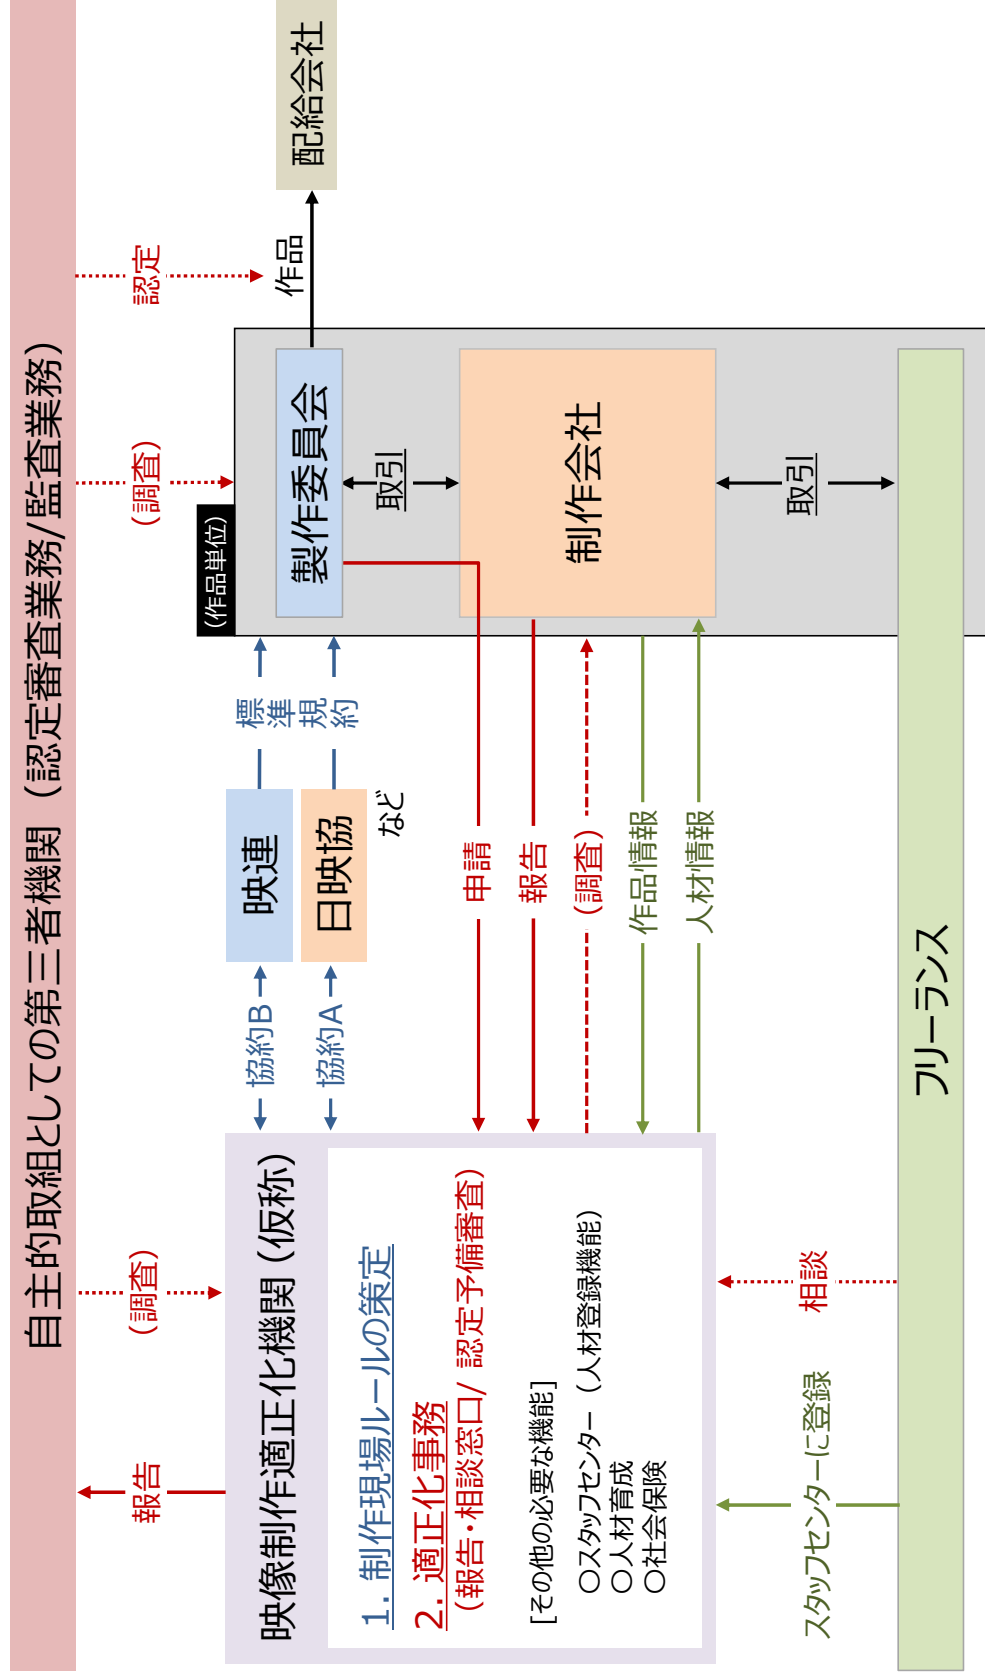 自主的取組としての第三者機関（認定審査業務/監査業務）
報告
（調査）
（調査）
認定
映像制作適正化機関（仮称）
1. 制作現場ルールの策定
2. 適正化事務
（報告・相談窓口/ 認定予備審査）
[その他の必要な機能]
〇スタッフセンター（人材登録機能）
〇人材育成
〇社会保険
協約B
協約A
映連
日映協
など
標準規約
（作品単位）
製作委員会
取引
制作会社
取引
作品
配給会社
申請
報告
（調査）
作品情報
人材情報
スタッフセンターに登録
相談
フリーランス